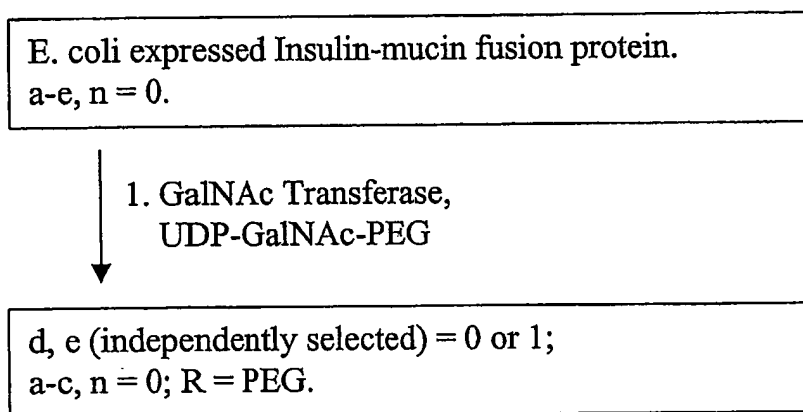 E. coli expressed Insulin-mucin fusion protein.
a-e, n = 0.
1. GalNAc Transferase,
UDP-GalNAc-PEG
d, e (independently selected) = 0 or 1;
a-c, n = 0; R = PEG.